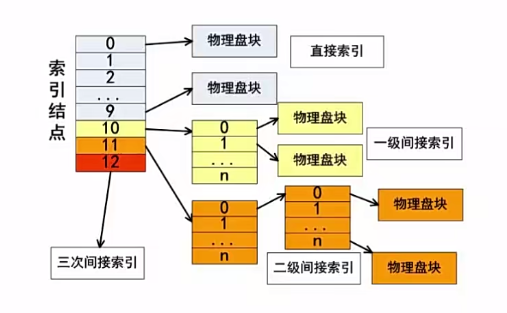 索引结点
0
1
2
...
9
10
11
12
物理盘块
直接索引
物理盘块
0
1
...
n
物理盘块
物理盘块
一级间接索引
0
1
...
n
0
1
...
n
物理盘块
物理盘块
二级间接索引
三次间接索引